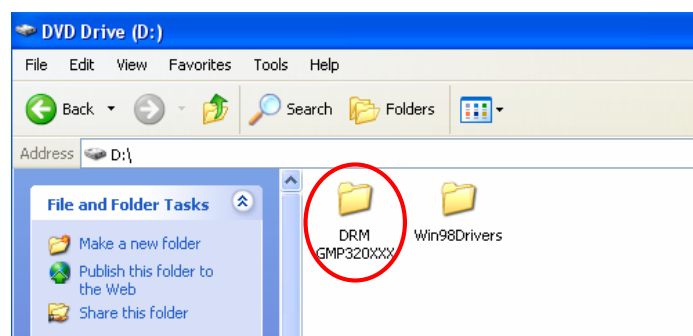 DVD Drive (D:)
File Edit View Favorites Tools Help
Back Search Folders
Address D:\
File and Folder Tasks
Make a new folder
Publish this folder to
the Web
Share this folder
DRM
GMP320XXX
Win98Drivers